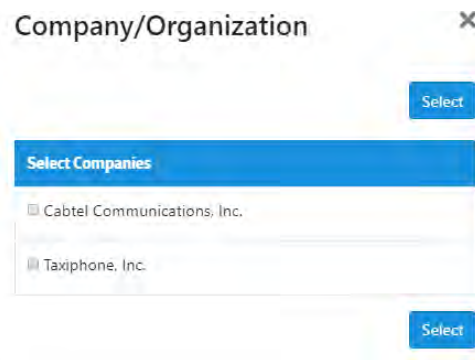 Company/Organization
Select
Select Companies
Cabtel Communications, Inc.
Taxiphone, Inc.
Select